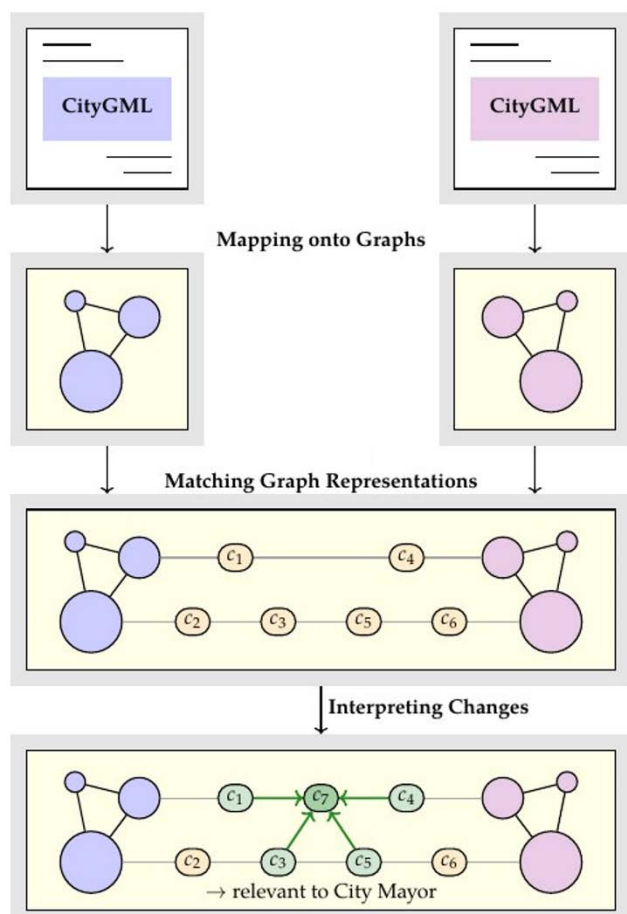 CityGML CityGML
Mapping onto Graphs
Matching Graph Representations
c₁ c₄
c₂ c₃ c₅ c₆
Interpreting Changes
c₁ c₇ c₄
c₂ c₃ c₅ c₆
→ relevant to City Mayor